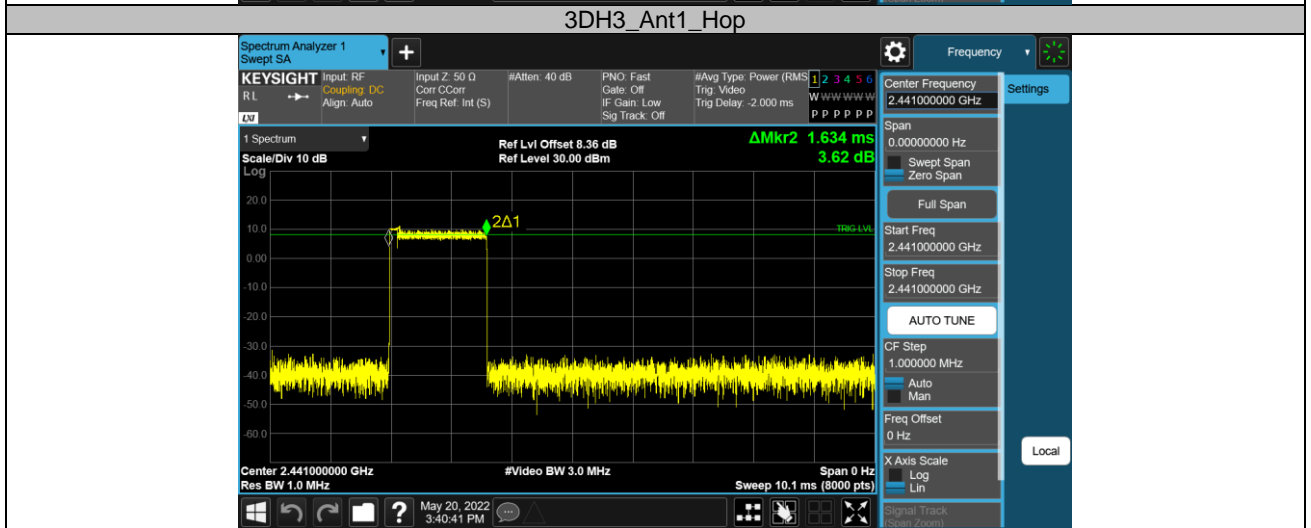 3DH3_Ant1_Hop
Spectrum Analyzer 1
Swept SA
Frequency
KEYSIGHT
RL
LXI
Input: RF
Coupling: DC
Align: Auto
Input Z: 50 Ω
Corr CCorr
Freq Ref: Int (S)
#Atten: 40 dB
PNO: Fast
Gate: Off
IF Gain: Low
Sig Track: Off
#Avg Type: Power (RMS
Trig: Video
Trig Delay: -2.000 ms
1 2 3 4 5 6
W W W W W W
P P P P P P
1 Spectrum
Scale/Div 10 dB
Log
Ref Lvl Offset 8.36 dB
Ref Level 30.00 dBm
ΔMkr2 1.634 ms
3.62 dB
20.0
10.0
0.00
-10.0
-20.0
-30.0
-40.0
-50.0
-60.0
2Δ1
TRIG LVL
Center 2.441000000 GHz
Res BW 1.0 MHz
#Video BW 3.0 MHz
Span 0 Hz
Sweep 10.1 ms (8000 pts)
Center Frequency
2.441000000 GHz
Settings
Span
0.00000000 Hz
Swept Span
Zero Span
Full Span
Start Freq
2.441000000 GHz
Stop Freq
2.441000000 GHz
AUTO TUNE
CF Step
1.000000 MHz
Auto
Man
Freq Offset
0 Hz
X Axis Scale
Log
Lin
Local
Signal Track
(Span Zoom)
?
May 20, 2022
3:40:41 PM